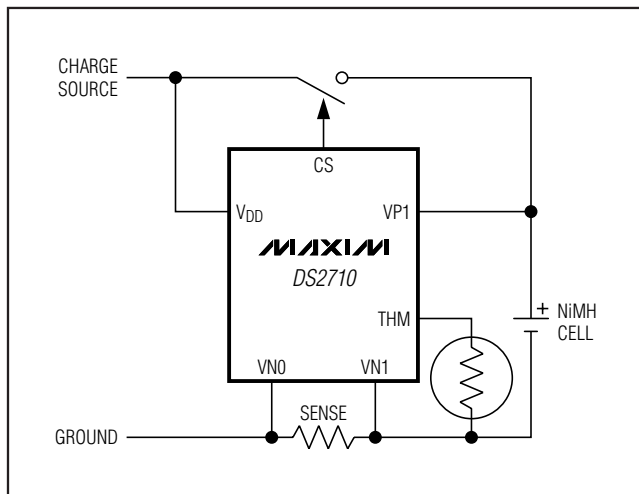 CHARGE
SOURCE
CS
VDD
VP1
MAXIM
DS2710
THM
+ NiMH
CELL
VN0
VN1
SENSE
GROUND